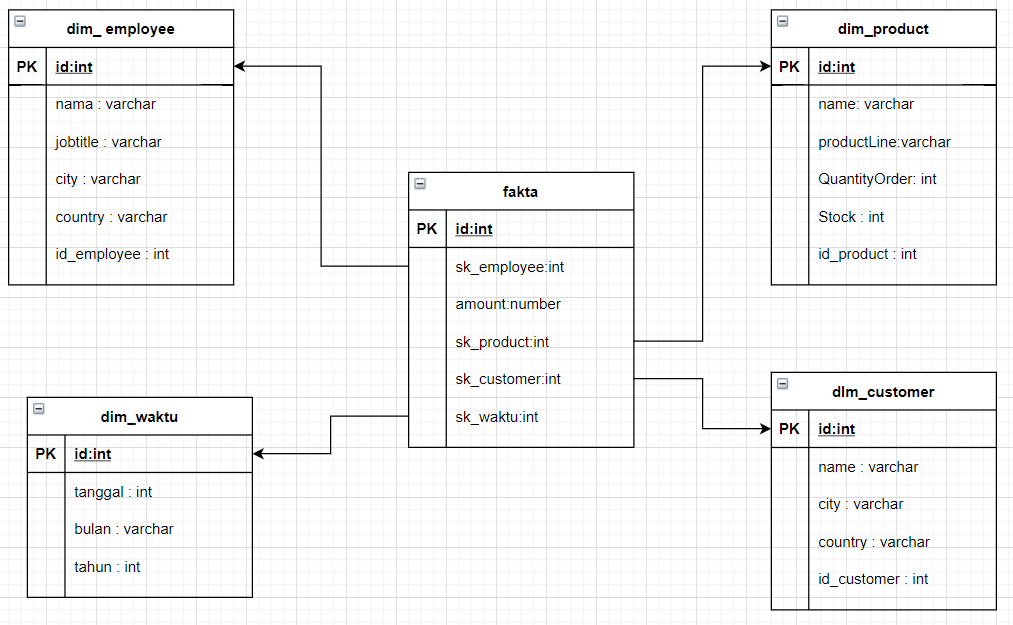 dim_ employee
PK id:int
nama : varchar
jobtitle : varchar
city : varchar
country : varchar
id_employee : int
dim_product
PK id:int
name: varchar
productLine:varchar
QuantityOrder: int
Stock : int
id_product : int
fakta
PK id:int
sk_employee:int
amount:number
sk_product:int
sk_customer:int
sk_waktu:int
dim_waktu
PK id:int
tanggal : int
bulan : varchar
tahun : int
dIm_customer
PK id:int
name : varchar
city : varchar
country : varchar
id_customer : int